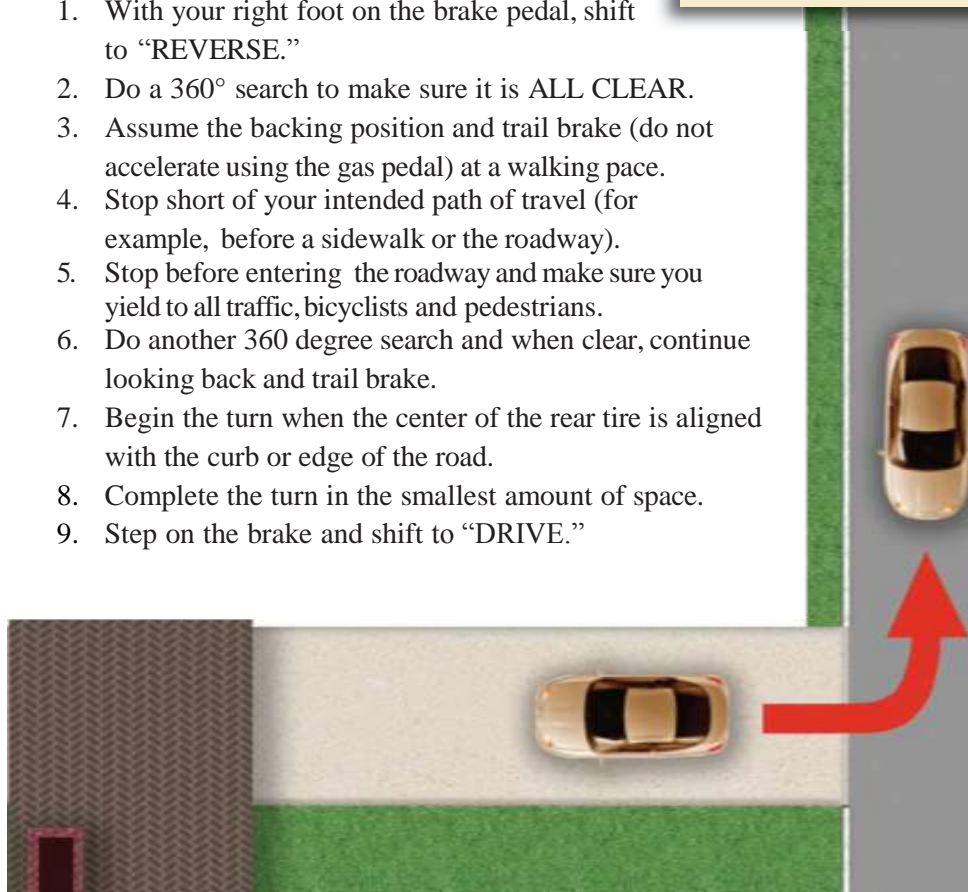 1. With your right foot on the brake pedal, shift
to “REVERSE.”
2. Do a 360° search to make sure it is ALL CLEAR.
3. Assume the backing position and trail brake (do not
accelerate using the gas pedal) at a walking pace.
4. Stop short of your intended path of travel (for
example, before a sidewalk or the roadway).
5. Stop before entering the roadway and make sure you
yield to all traffic, bicyclists and pedestrians.
6. Do another 360 degree search and when clear, continue
looking back and trail brake.
7. Begin the turn when the center of the rear tire is aligned
with the curb or edge of the road.
8. Complete the turn in the smallest amount of space.
9. Step on the brake and shift to “DRIVE.”